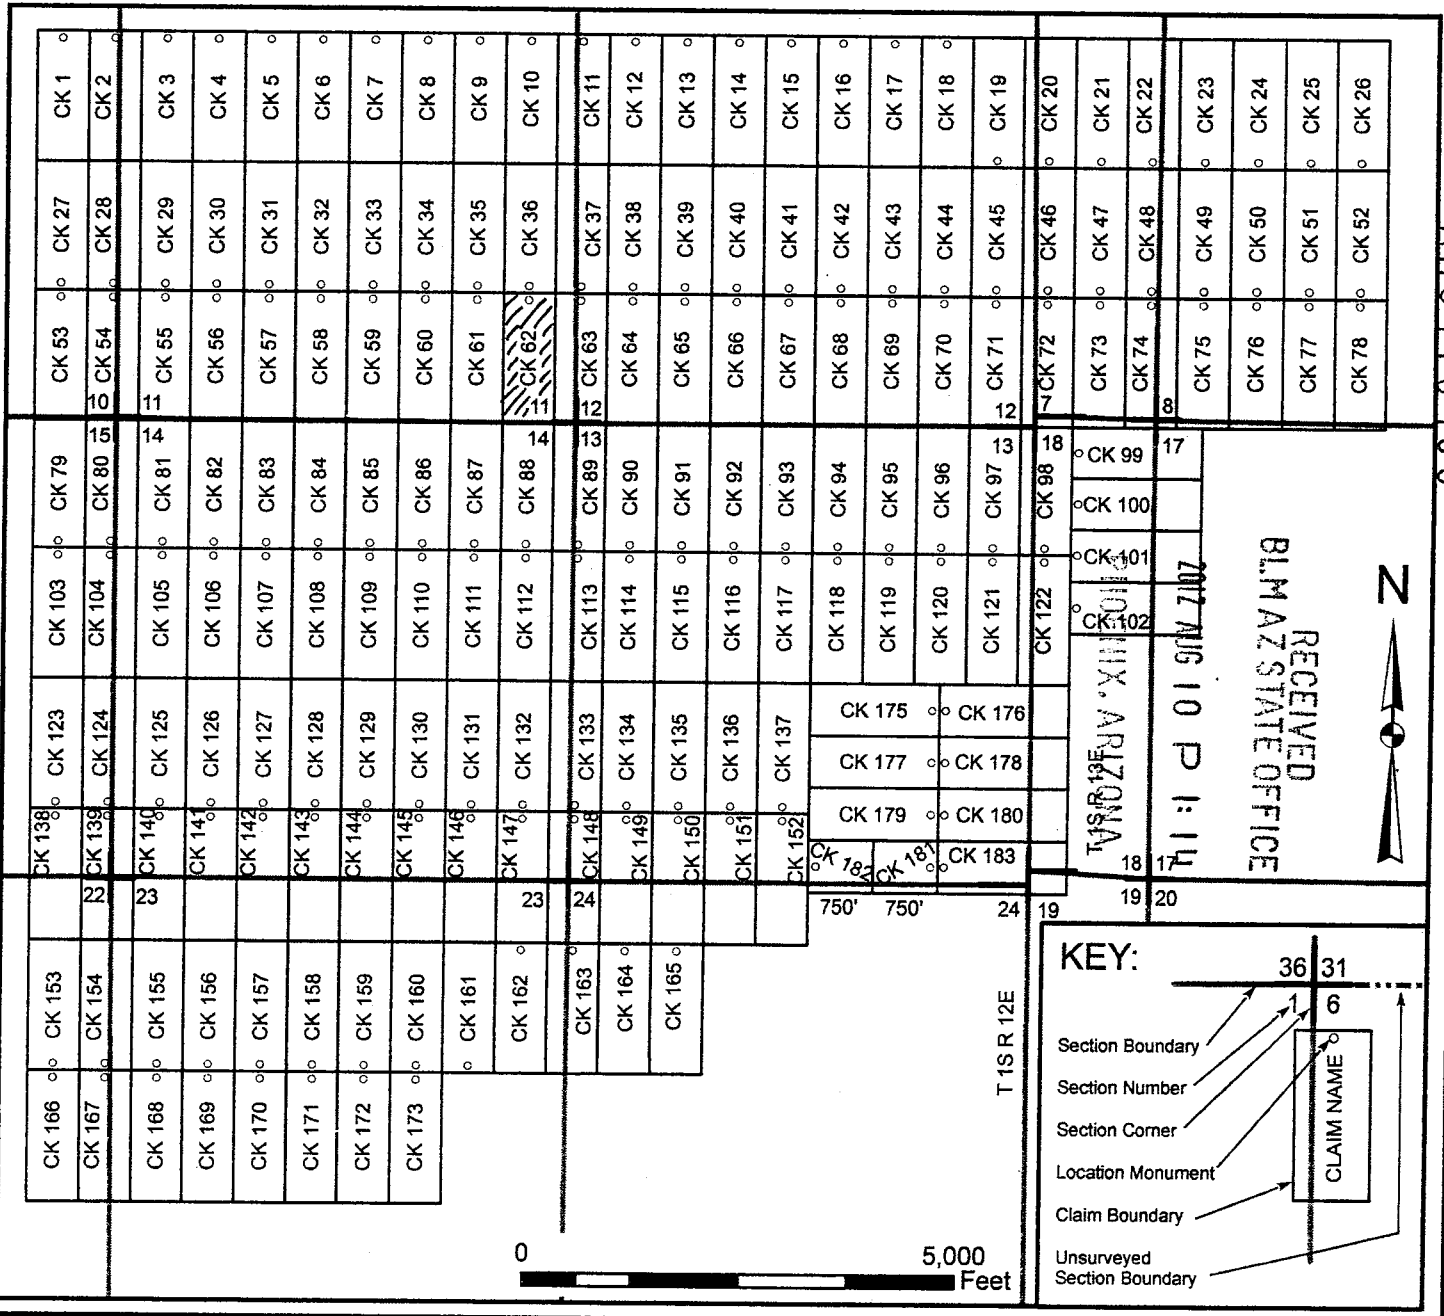 CK 1 CK 2 CK 3 CK 4 CK 5 CK 6 CK 7 CK 8 CK 9 CK 10 CK 11 CK 12 CK 13 CK 14 CK 15 CK 16 CK 17 CK 18 CK 19 CK 20 CK 21 CK 22 CK 23 CK 24 CK 25 CK 26
CK 27 CK 28 CK 29 CK 30 CK 31 CK 32 CK 33 CK 34 CK 35 CK 36 CK 37 CK 38 CK 39 CK 40 CK 41 CK 42 CK 43 CK 44 CK 45 CK 46 CK 47 CK 48 CK 49 CK 50 CK 51 CK 52
CK 53 CK 54 CK 55 CK 56 CK 57 CK 58 CK 59 CK 60 CK 61 CK 62 CK 63 CK 64 CK 65 CK 66 CK 67 CK 68 CK 69 CK 70 CK 71 CK 72 CK 73 CK 74 CK 75 CK 76 CK 77 CK 78
10 11 11 12 12 7 8
15 14 14 13 13 18 17
CK 79 CK 80 CK 81 CK 82 CK 83 CK 84 CK 85 CK 86 CK 87 CK 88 CK 89 CK 90 CK 91 CK 92 CK 93 CK 94 CK 95 CK 96 CK 97 CK 98
CK 99
CK 100
CK 101
CK 102
CK 103 CK 104 CK 105 CK 106 CK 107 CK 108 CK 109 CK 110 CK 111 CK 112 CK 113 CK 114 CK 115 CK 116 CK 117 CK 118 CK 119 CK 120 CK 121 CK 122
CK 123 CK 124 CK 125 CK 126 CK 127 CK 128 CK 129 CK 130 CK 131 CK 132 CK 133 CK 134 CK 135 CK 136 CK 137
CK 175 CK 176
CK 177 CK 178
CK 179 CK 180
CK 182 CK 181 CK 183
CK 138 CK 139 CK 140 CK 141 CK 142 CK 143 CK 144 CK 145 CK 146 CK 147 CK 148 CK 149 CK 150 CK 151 CK 152
18 17
22 23 23 24 24 19 19 20
750' 750'
CK 153 CK 154 CK 155 CK 156 CK 157 CK 158 CK 159 CK 160 CK 161 CK 162 CK 163 CK 164 CK 165
CK 166 CK 167 CK 168 CK 169 CK 170 CK 171 CK 172 CK 173
T 1S R 12E
T 1S R 13E
RECEIVED
BLM AZ STATE OFFICE
2017 AUG 10 P 1:14
PHOENIX, ARIZONA
N
0 5,000
Feet
KEY:
36 31
1 6
Section Boundary
Section Number
Section Corner
Location Monument
Claim Boundary
Unsurveyed
Section Boundary
CLAIM NAME